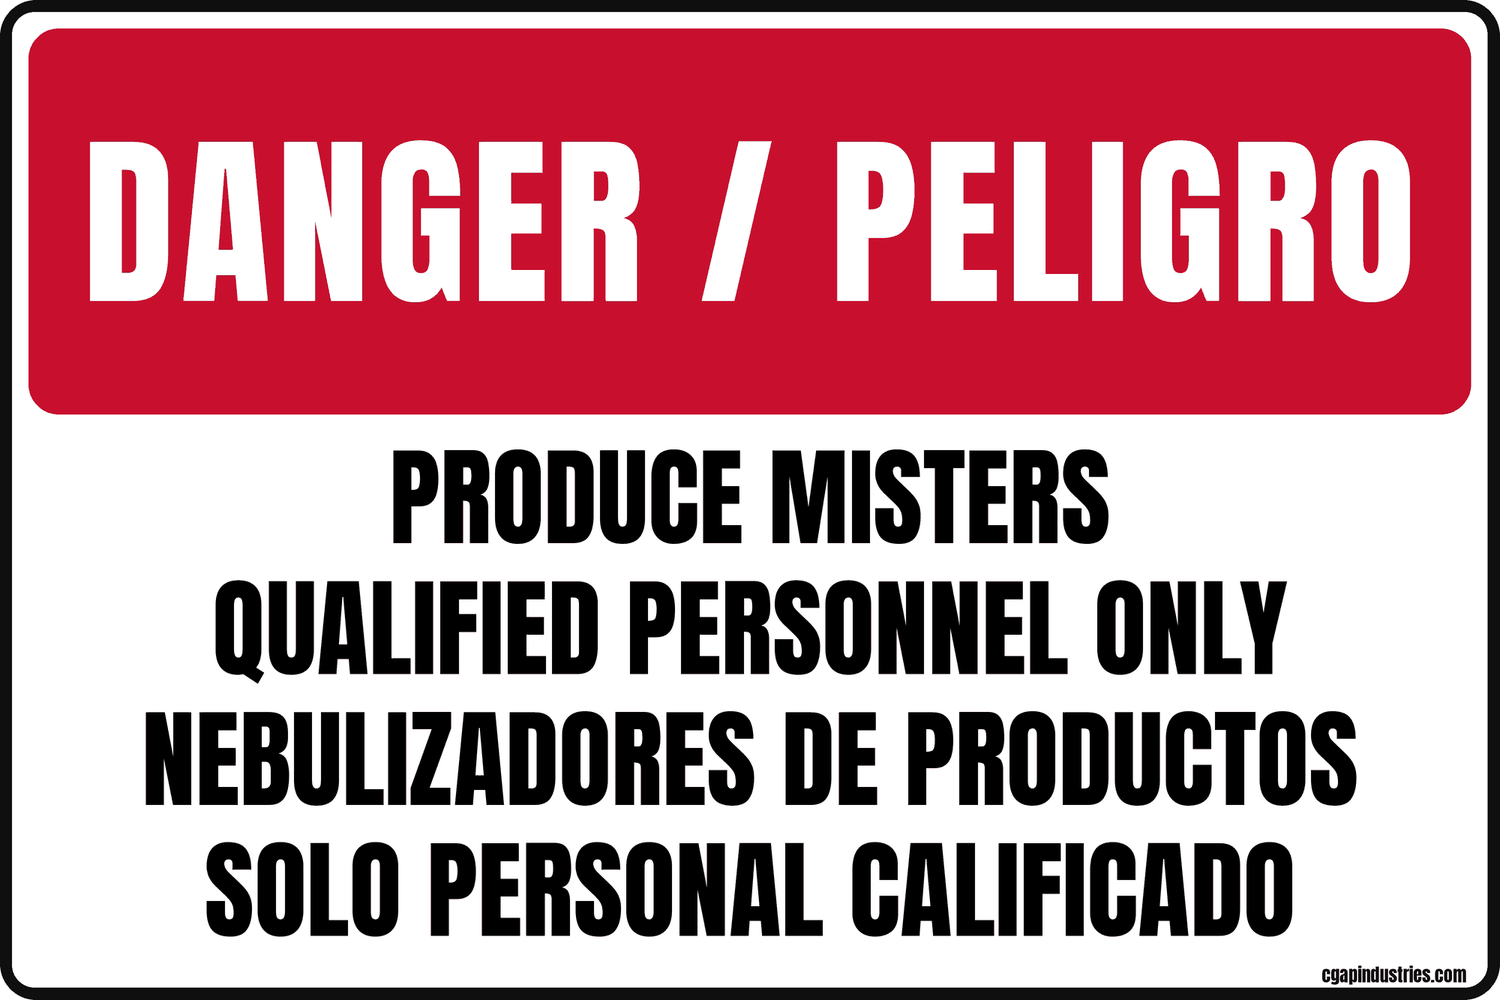 DANGER / PELIGRO
PRODUCE MISTERS
QUALIFIED PERSONNEL ONLY
NEBULIZADORES DE PRODUCTOS
SOLO PERSONAL CALIFICADO
cgapindustries.com